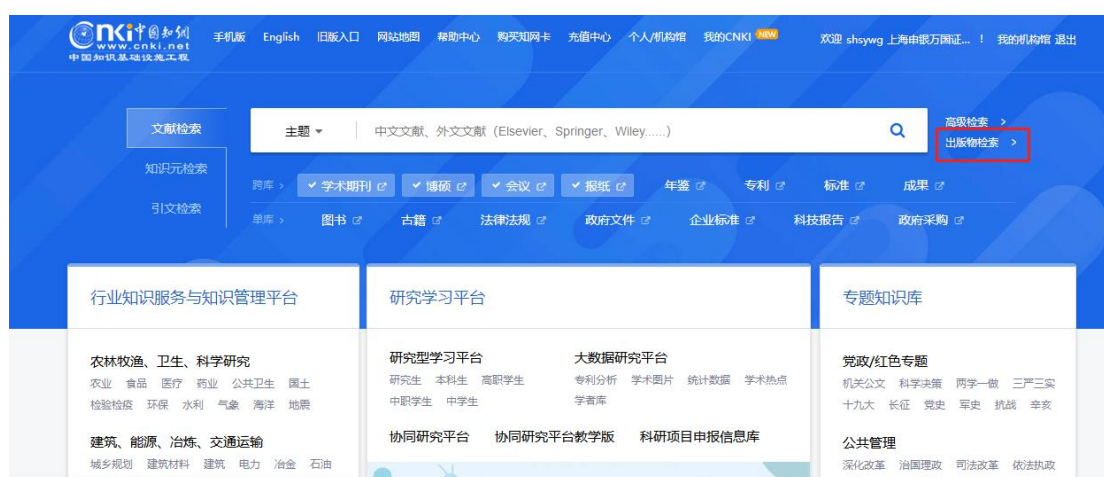 cnki中国知网
www.cnki.net
中国知识基础设施工程
手机版 English 旧版入口 网站地图 帮助中心 购买知网卡 充值中心 个人/机构馆 我的CNKI NEW 欢迎 shsywg 上海申银万国证... ! 我的机构馆 退出
文献检索
知识元检索
引文检索
主题 中文文献、外文文献（Elsevier、Springer、Wiley......）
高级检索 >
出版物检索 >
跨库 > 学术期刊 博硕 会议 报纸 年鉴 专利 标准 成果
单库 > 图书 古籍 法律法规 政府文件 企业标准 科技报告 政府采购
行业知识服务与知识管理平台
农林牧渔、卫生、科学研究
农业 食品 医疗 药业 公共卫生 国土
检验检疫 环保 水利 气象 海洋 地震
建筑、能源、冶炼、交通运输
城乡规划 建筑材料 建筑 电力 冶金 石油
研究学习平台
研究型学习平台
研究生 本科生 高职学生
中职学生 中学生
大数据研究平台
专利分析 学术图片 统计数据 学术热点
学者库
协同研究平台 协同研究平台教学版 科研项目申报信息库
专题知识库
党政/红色专题
机关公文 科学决策 两学一做 三严三实
十九大 长征 党史 军史 抗战 辛亥
公共管理
深化改革 治国理政 司法改革 依法执政